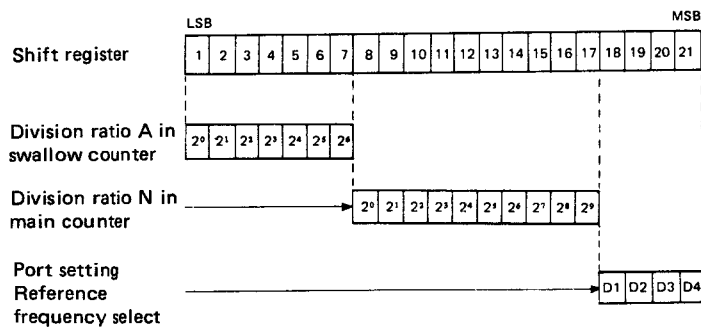 LSB MSB
Shift register 1 2 3 4 5 6 7 8 9 10 11 12 13 14 15 16 17 18 19 20 21
Division ratio A in
swallow counter
2⁰ 2¹ 2² 2³ 2⁴ 2⁵ 2⁶
Division ratio N in
main counter
2⁰ 2¹ 2² 2³ 2⁴ 2⁵ 2⁶ 2⁷ 2⁸ 2⁹
Port setting
Reference
frequency select
D1 D2 D3 D4